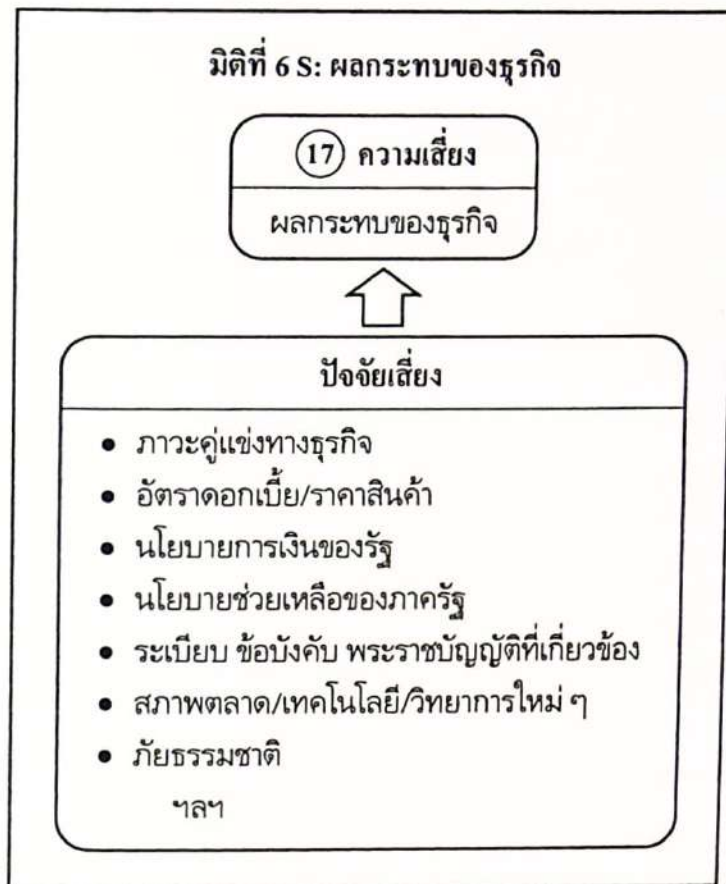 มิติที่ 6 S: ผลกระทบของธุรกิจ
17 ความเสี่ยง
ผลกระทบของธุรกิจ
ปัจจัยเสี่ยง
• ภาวะคู่แข่งทางธุรกิจ
• อัตราดอกเบี้ย/ราคาสินค้า
• นโยบายการเงินของรัฐ
• นโยบายช่วยเหลือของภาครัฐ
• ระเบียบ ข้อบังคับ พระราชบัญญัติที่เกี่ยวข้อง
• สภาพตลาด/เทคโนโลยี/วิทยาการใหม่ ๆ
• ภัยธรรมชาติ
ฯลฯ